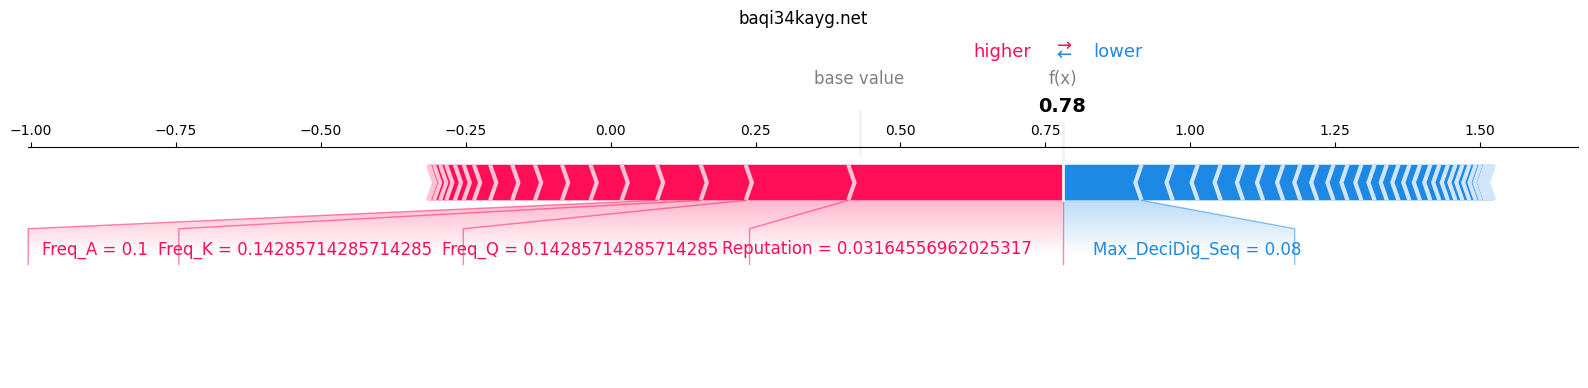 baqi34kayg.net
higher ⇄ lower
base value f(x)
0.78
−1.00 −0.75 −0.50 −0.25 0.00 0.25 0.50 0.75 1.00 1.25 1.50
Freq_A = 0.1 Freq_K = 0.14285714285714285 Freq_Q = 0.14285714285714285 Reputation = 0.03164556962025317 Max_DeciDig_Seq = 0.08